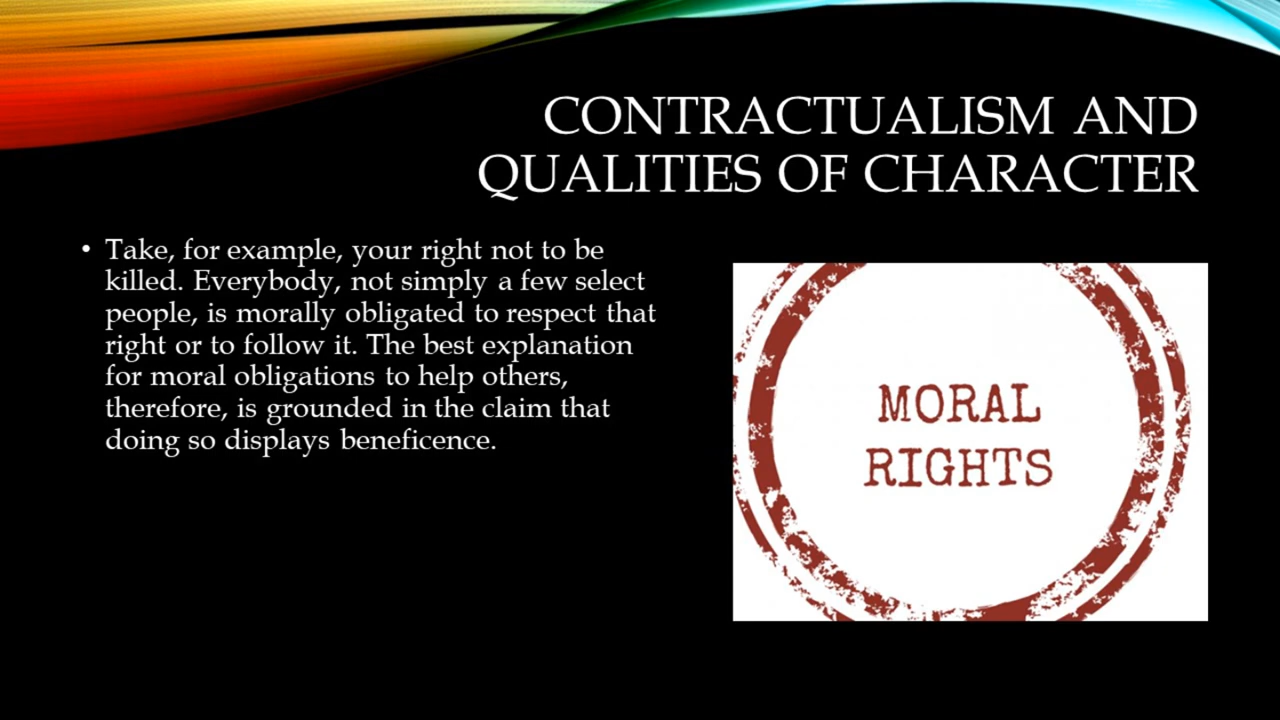 CONTRACTUALISM AND
QUALITIES OF CHARACTER
• Take, for example, your right not to be
killed. Everybody, not simply a few select
people, is morally obligated to respect that
right or to follow it. The best explanation
for moral obligations to help others,
therefore, is grounded in the claim that
doing so displays beneficence.
MORAL
RIGHTS